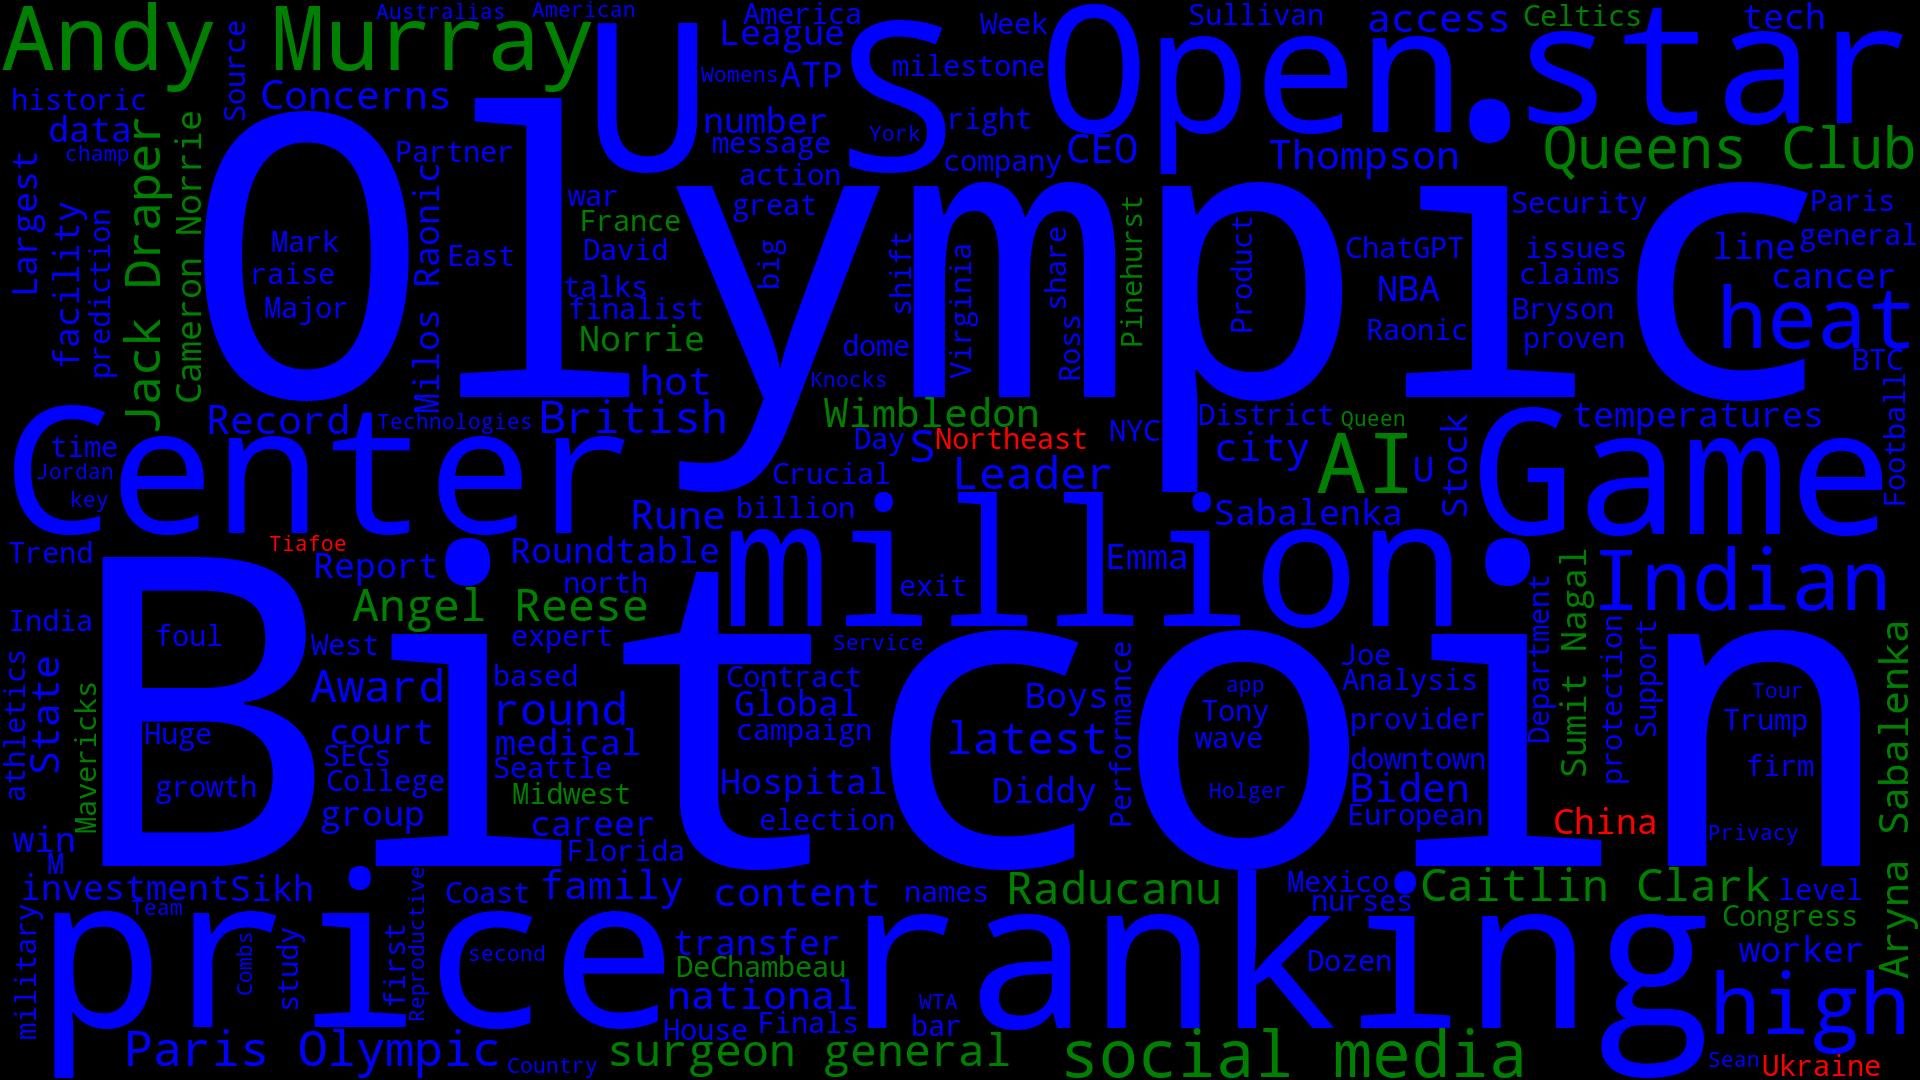 Andy Murray
Australias
American
America
League
Week
Sullivan
access
Celtics
tech
U S Open
star
Source
Womens
ATP
milestone
historic
Concerns
data
champ
number
message
York
right
company
CEO
Thompson
Queens Club
Jack Draper
Cameron Norrie
Partner
action
great
war
France
David
East
talks
finalist
Norrie
Largest
facility
prediction
Mark
raise
Major
Milos Raonic
Olympic
big
shift
Virginia
share
Ross
Pinehurst
Product
dome
Knocks
ChatGPT
NBA
Raonic
Security
issues
claims
Bryson
proven
Paris
general
line
cancer
heat
BTC
Football
hot
Record
Technologies
British
Wimbledon
Day
S
Northeast
NYC
District
Queen
city
AI
U
Stock
temperatures
Game
Center
time
Jordan
key
Crucial
Leader
Rune
billion
Sabalenka
million
Trend
Tiafoe
Report
Roundtable
north
exit
Emma
Angel Reese
Indian
Sumit Nagal
Department
India
foul
West
expert
Service
based
Award
round
Contract
Global
campaign
Boys
latest
Performance
app
Tony
wave
Holger
Joe
Analysis
provider
downtown
Biden
European
protection
Support
Tour
Trump
firm
Privacy
Aryna Sabalenka
Bitcoin
athletics
State
Mavericks
Huge
growth
court
SECs
College
group
medical
Seattle
Midwest
career
Florida
Hospital
election
Diddy
China
win
M
investment
Sikh
Team
Coast
family
content
names
Raducanu
Mexico
nurses
Caitlin Clark
level
Congress
worker
military
price
Combs
study
first
Reproductive
second
transfer
DeChambeau
national
House
Finals
WTA
bar
ranking
Dozen
high
Paris Olympic
Country
surgeon general
social media
Sean
Ukraine